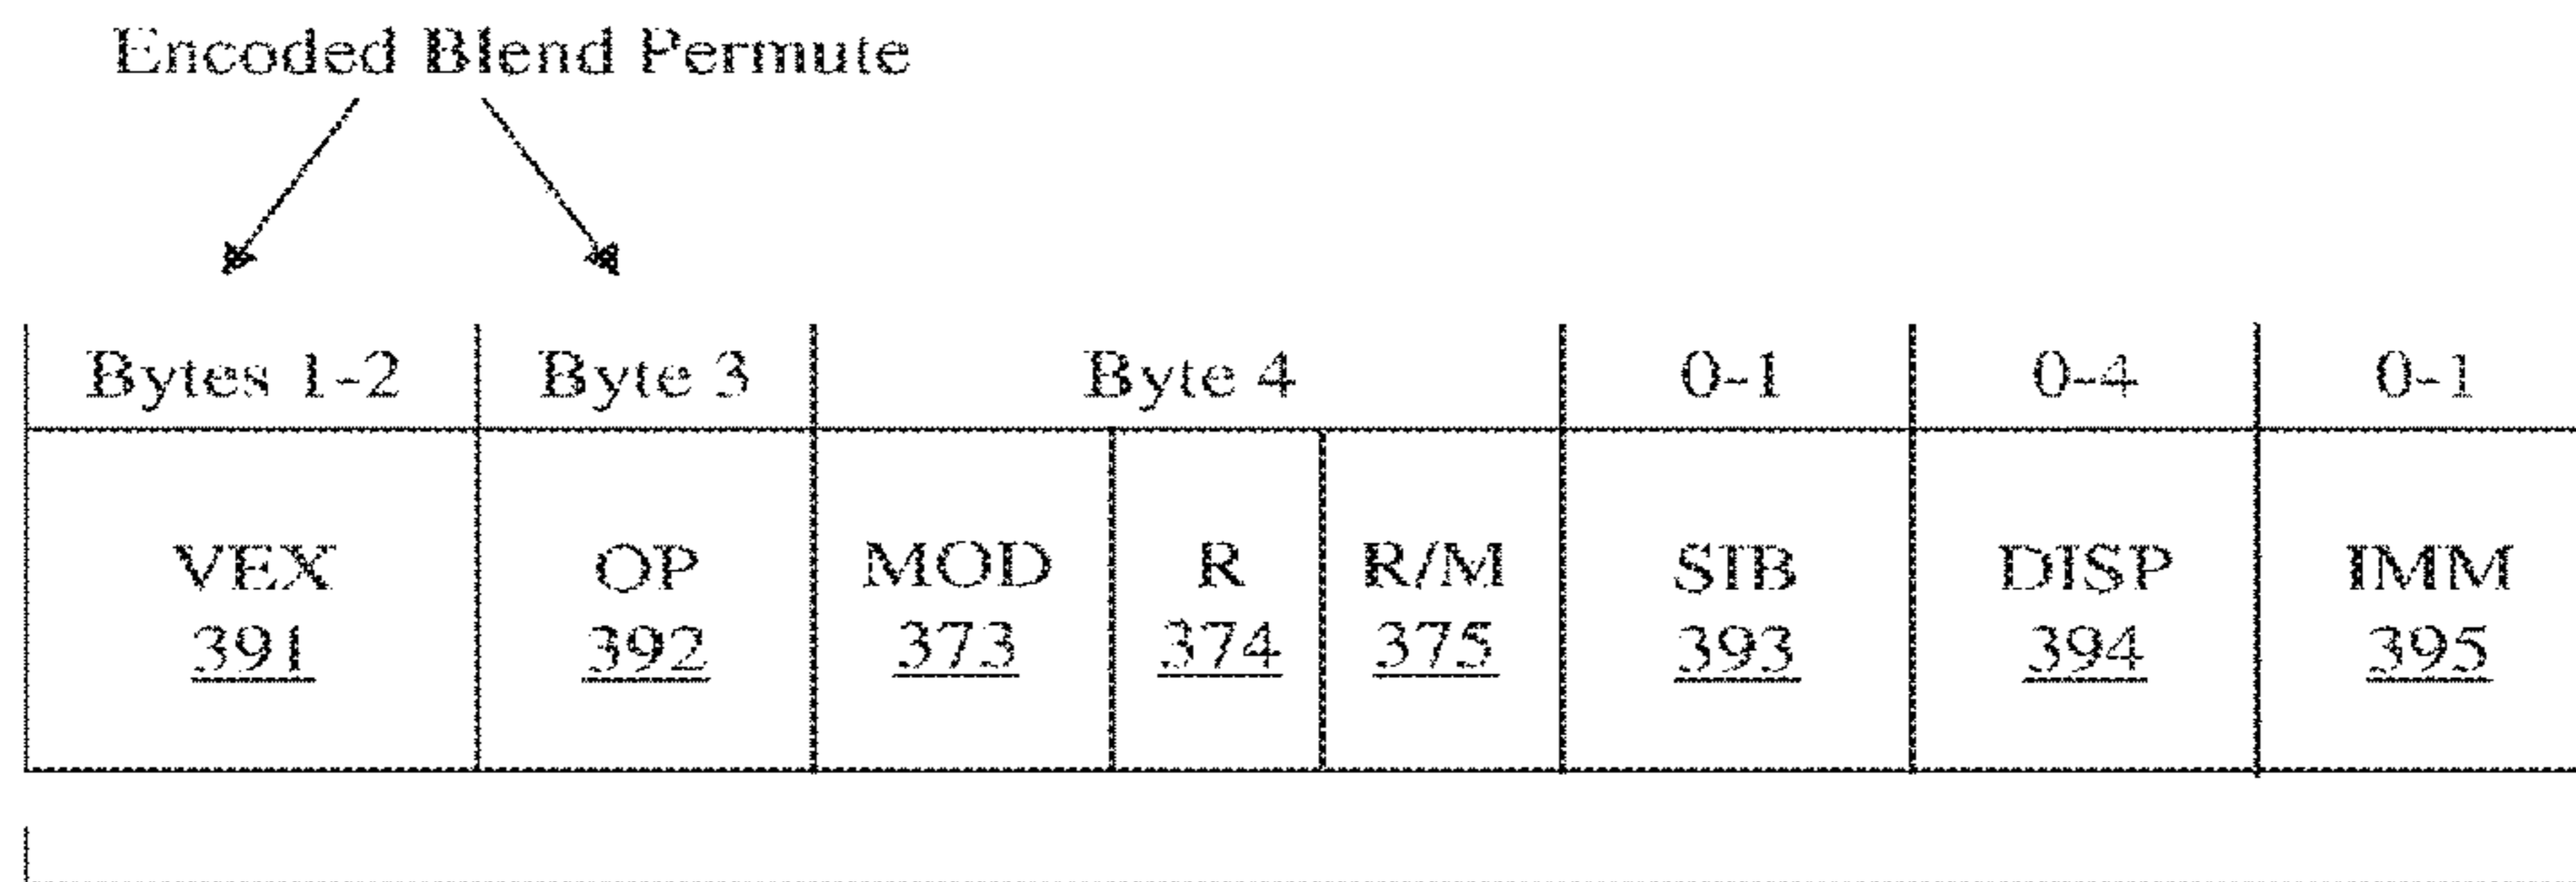 Encoded Blend Permute
Bytes 1-2 Byte 3 Byte 4 0-1 0-4 0-1
VEX OP MOD R R/M SIB DISP IMM
391 392 373 374 375 393 394 395